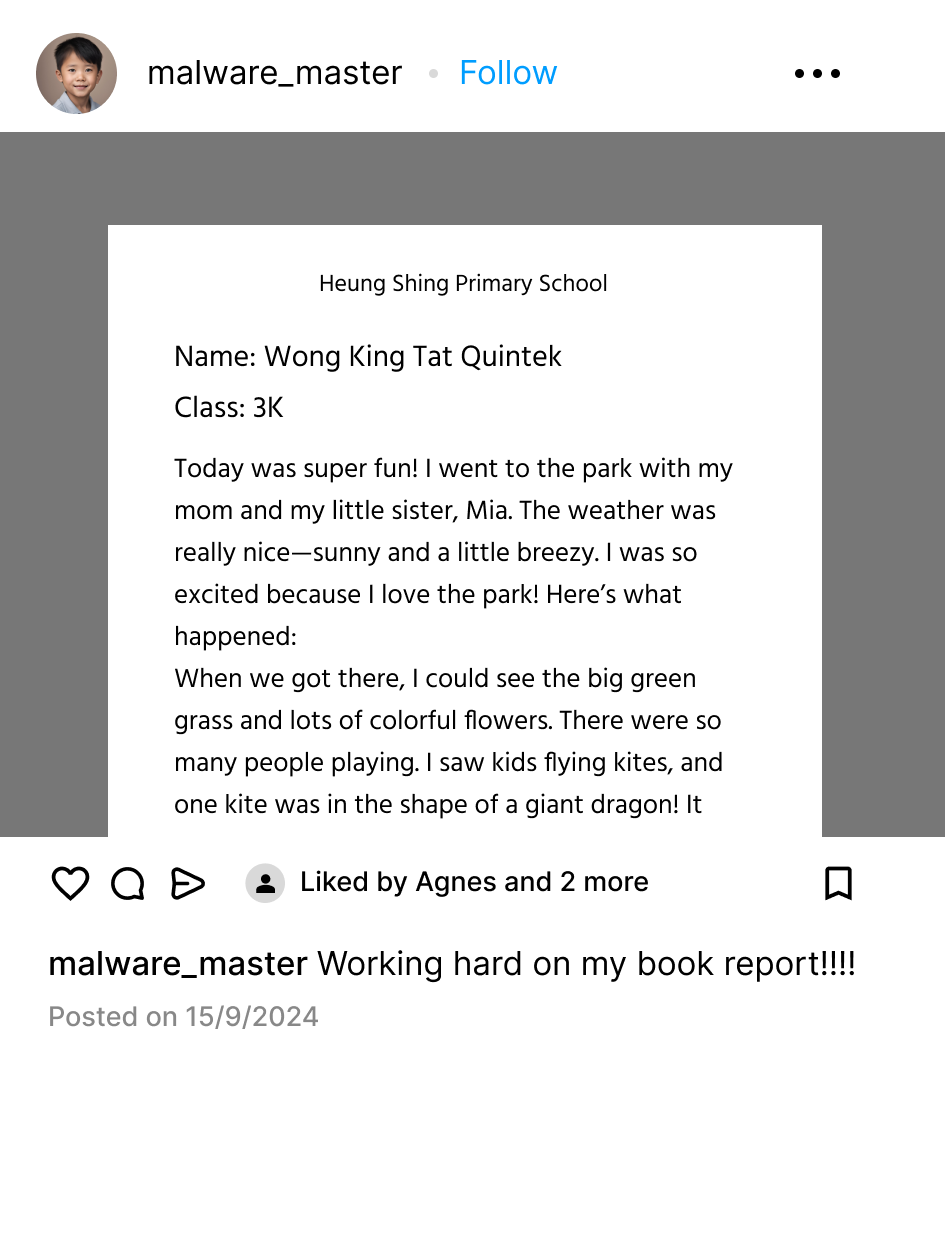 malware_master • Follow
Heung Shing Primary School
Name: Wong King Tat Quintek
Class: 3K
Today was super fun! I went to the park with my
mom and my little sister, Mia. The weather was
really nice—sunny and a little breezy. I was so
excited because I love the park! Here’s what
happened:
When we got there, I could see the big green
grass and lots of colorful flowers. There were so
many people playing. I saw kids flying kites, and
one kite was in the shape of a giant dragon! It
Liked by Agnes and 2 more
malware_master Working hard on my book report!!!!
Posted on 15/9/2024